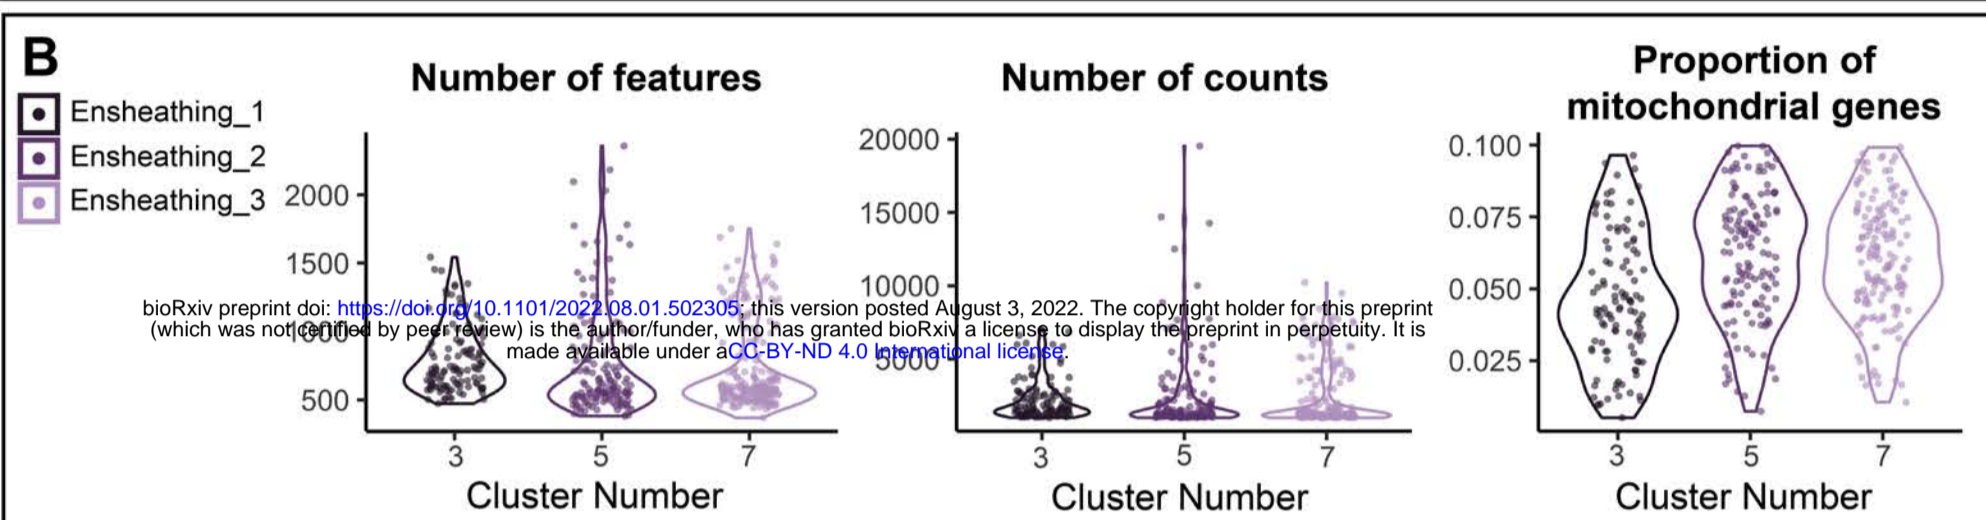 B
Ensheathing_1
Ensheathing_2
Ensheathing_3
Number of features
2000
1500
1000
500
3 5 7
Cluster Number
Number of counts
20000
15000
10000
5000
3 5 7
Cluster Number
Proportion of
mitochondrial genes
0.100
0.075
0.050
0.025
3 5 7
Cluster Number
bioRxiv preprint doi: https://doi.org/10.1101/2022.08.01.502305; this version posted August 3, 2022. The copyright holder for this preprint
(which was not certified by peer review) is the author/funder, who has granted bioRxiv a license to display the preprint in perpetuity. It is
made available under aCC-BY-ND 4.0 International license.